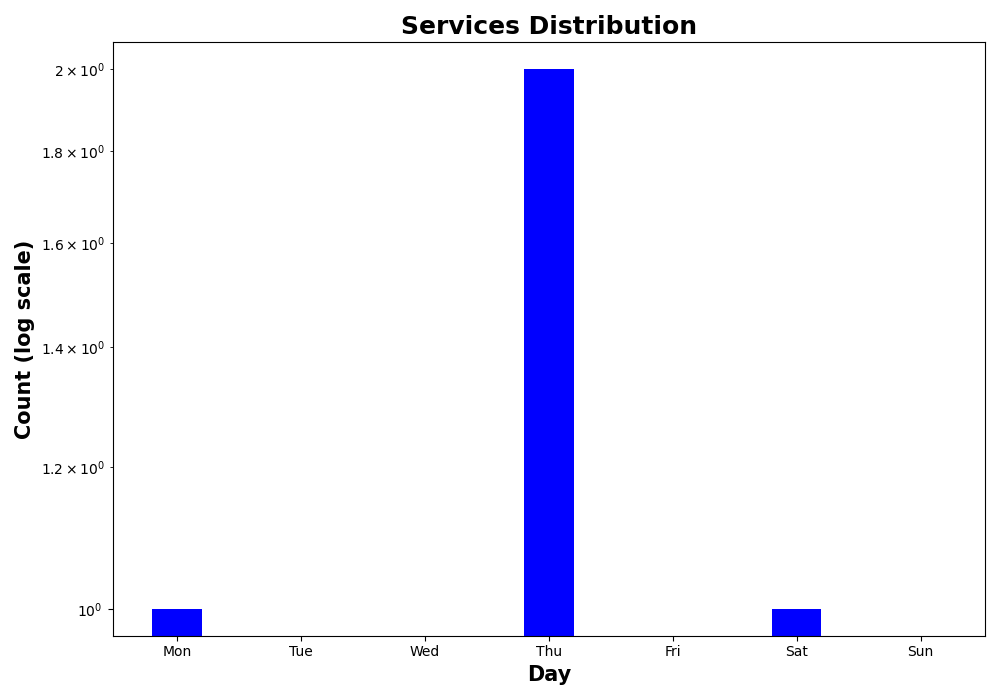 Services Distribution
Count (log scale)
2 × 10⁰
1.8 × 10⁰
1.6 × 10⁰
1.4 × 10⁰
1.2 × 10⁰
10⁰
Mon Tue Wed Thu Fri Sat Sun
Day